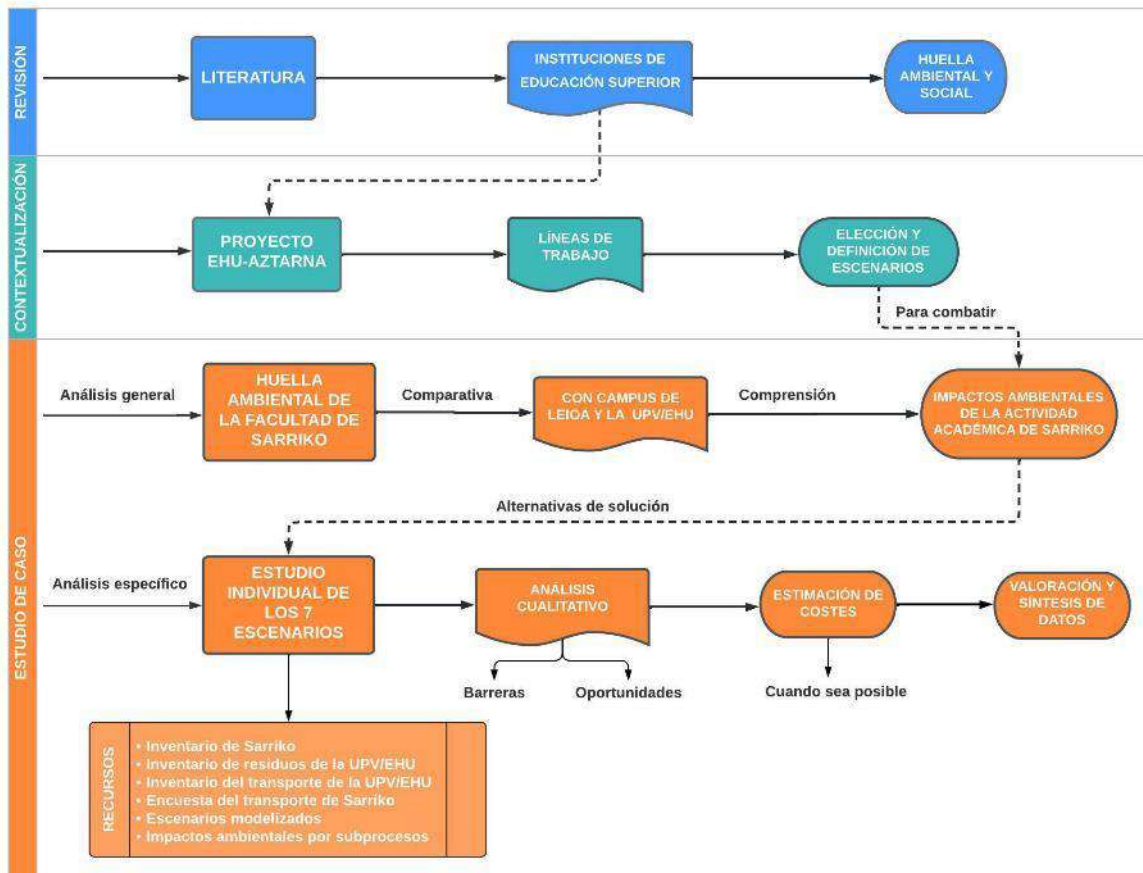 REVISIÓN
LITERATURA
INSTITUCIONES DE
EDUCACIÓN SUPERIOR
HUELLA
AMBIENTAL Y
SOCIAL
CONTEXTUALIZACIÓN
PROYECTO
EHU-AZTARNA
LÍNEAS DE
TRABAJO
ELECCIÓN Y
DEFINICIÓN DE
ESCENARIOS
Para combatir
ESTUDIO DE CASO
Análisis general
HUELLA
AMBIENTAL DE
LA FACULTAD DE
SARRIKO
Comparativa
CON CAMPUS DE
LEIOA Y LA UPV/EHU
Comprensión
IMPACTOS AMBIENTALES
DE LA ACTIVIDAD
ACADÉMICA DE SARRIKO
Alternativas de solución
Análisis específico
ESTUDIO
INDIVIDUAL DE
LOS 7
ESCENARIOS
ANÁLISIS
CUALITATIVO
ESTIMACIÓN DE
COSTES
VALORACIÓN Y
SÍNTESIS DE
DATOS
Barreras
Oportunidades
Cuando sea posible
RECURSOS
• Inventario de Sarriko
• Inventario de residuos de la UPV/EHU
• Inventario del transporte de la UPV/EHU
• Encuesta del transporte de Sarriko
• Escenarios modelizados
• Impactos ambientales por subprocesos